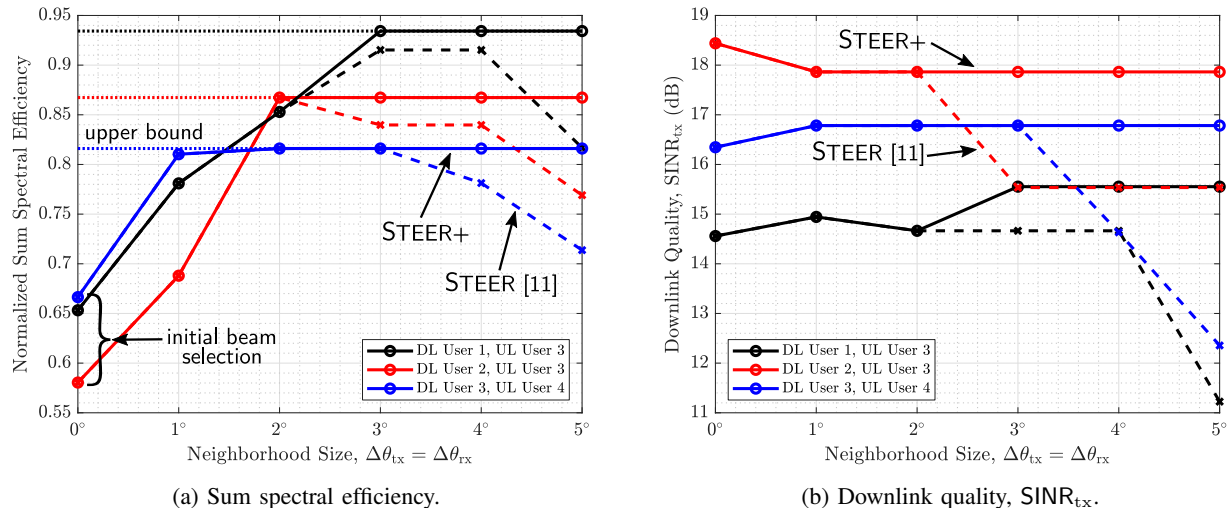 0.95
0.9
0.85
0.8
0.75
0.7
0.65
0.6
0.55
Normalized Sum Spectral Efficiency
upper bound
STEER+
STEER [11]
initial beam
selection
DL User 1, UL User 3
DL User 2, UL User 3
DL User 3, UL User 4
0° 1° 2° 3° 4° 5°
Neighborhood Size, Δθtx = Δθrx
(a) Sum spectral efficiency.
19
18
17
16
15
14
13
12
11
Downlink Quality, SINRtx (dB)
STEER+
STEER [11]
DL User 1, UL User 3
DL User 2, UL User 3
DL User 3, UL User 4
0° 1° 2° 3° 4° 5°
Neighborhood Size, Δθtx = Δθrx
(b) Downlink quality, SINRtx.